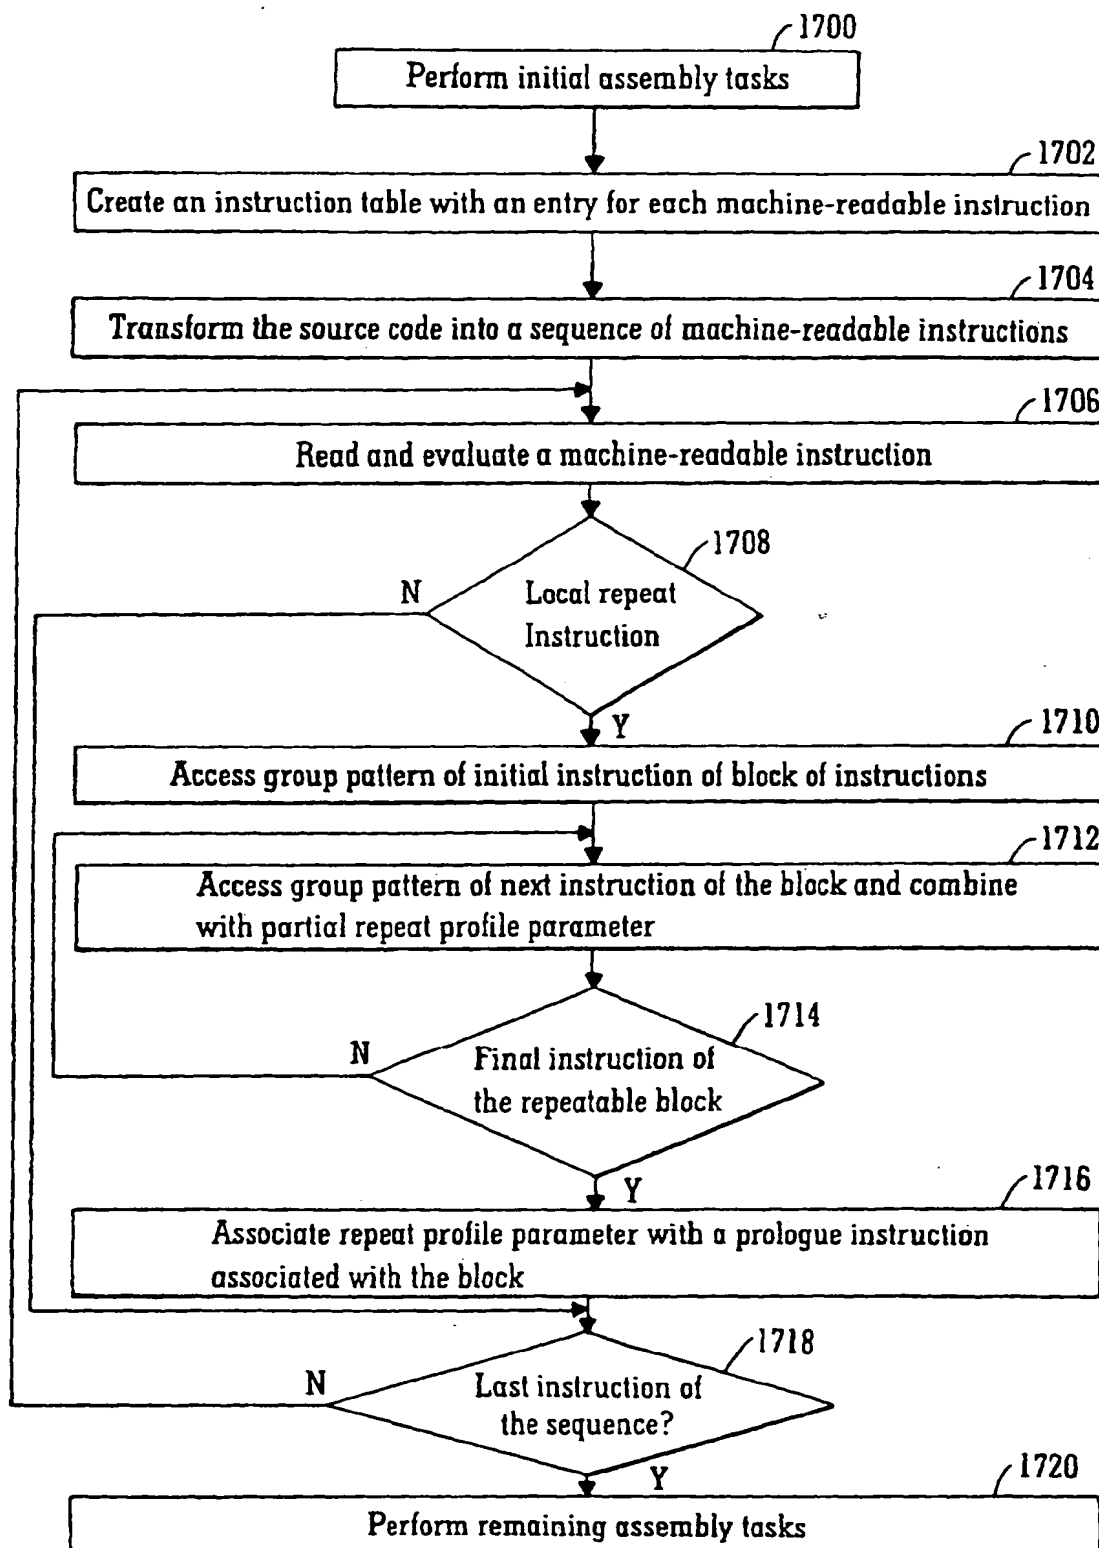 1700
Perform initial assembly tasks
1702
Create an instruction table with an entry for each machine-readable instruction
1704
Transform the source code into a sequence of machine-readable instructions
1706
Read and evaluate a machine-readable instruction
1708
N
Local repeat
Instruction
Y
1710
Access group pattern of initial instruction of block of instructions
1712
Access group pattern of next instruction of the block and combine
with partial repeat profile parameter
1714
N
Final instruction of
the repeatable block
Y
1716
Associate repeat profile parameter with a prologue instruction
associated with the block
1718
N
Last instruction of
the sequence?
Y
1720
Perform remaining assembly tasks